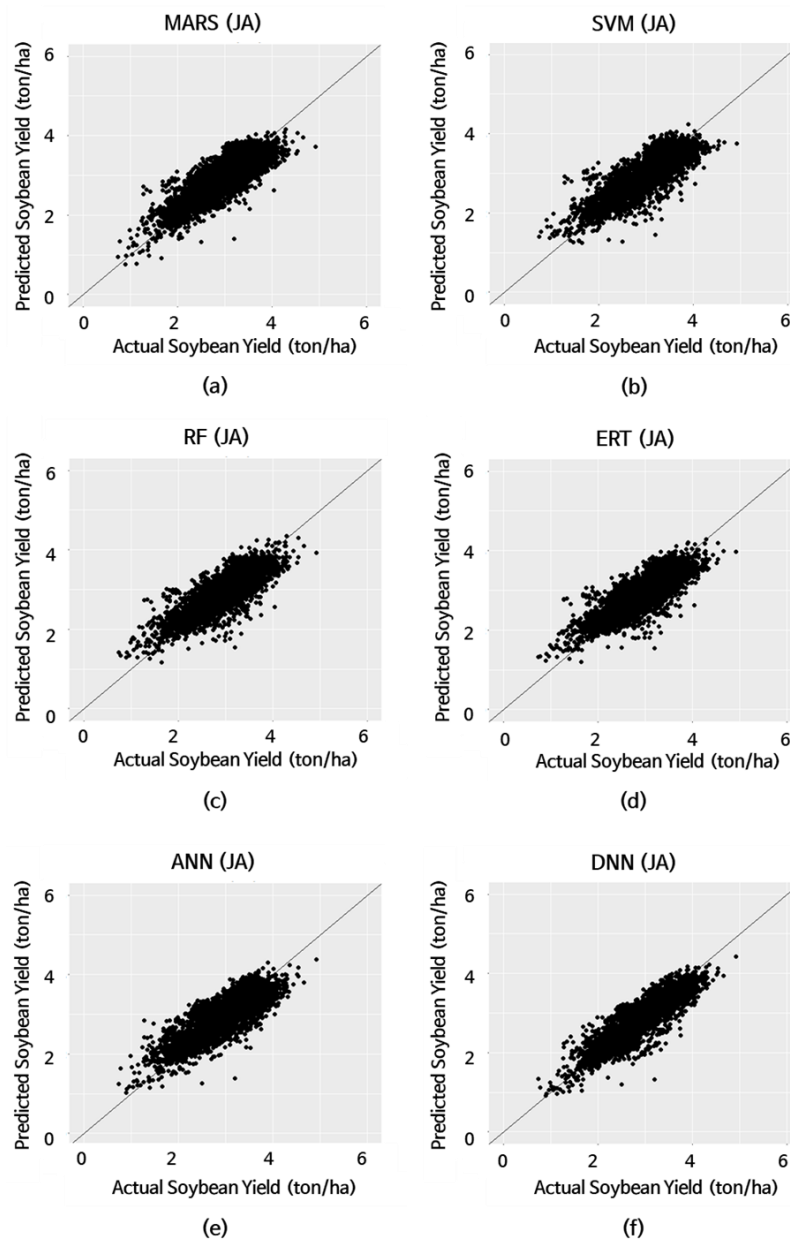 MARS (JA)
Predicted Soybean Yield (ton/ha)
6
4
2
0
0 2 4 6
Actual Soybean Yield (ton/ha)
(a)
SVM (JA)
Predicted Soybean Yield (ton/ha)
6
4
2
0
0 2 4 6
Actual Soybean Yield (ton/ha)
(b)
RF (JA)
Predicted Soybean Yield (ton/ha)
6
4
2
0
0 2 4 6
Actual Soybean Yield (ton/ha)
(c)
ERT (JA)
Predicted Soybean Yield (ton/ha)
6
4
2
0
0 2 4 6
Actual Soybean Yield (ton/ha)
(d)
ANN (JA)
Predicted Soybean Yield (ton/ha)
6
4
2
0
0 2 4 6
Actual Soybean Yield (ton/ha)
(e)
DNN (JA)
Predicted Soybean Yield (ton/ha)
6
4
2
0
0 2 4 6
Actual Soybean Yield (ton/ha)
(f)